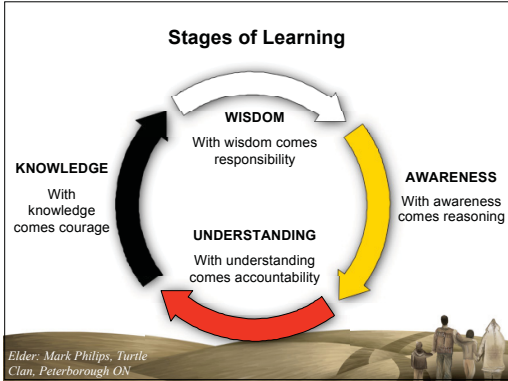 Stages of Learning
WISDOM
With wisdom comes
responsibility
AWARENESS
With awareness
comes reasoning
UNDERSTANDING
With understanding
comes accountability
KNOWLEDGE
With
knowledge
comes courage
Elder: Mark Philips, Turtle
Clan, Peterborough ON